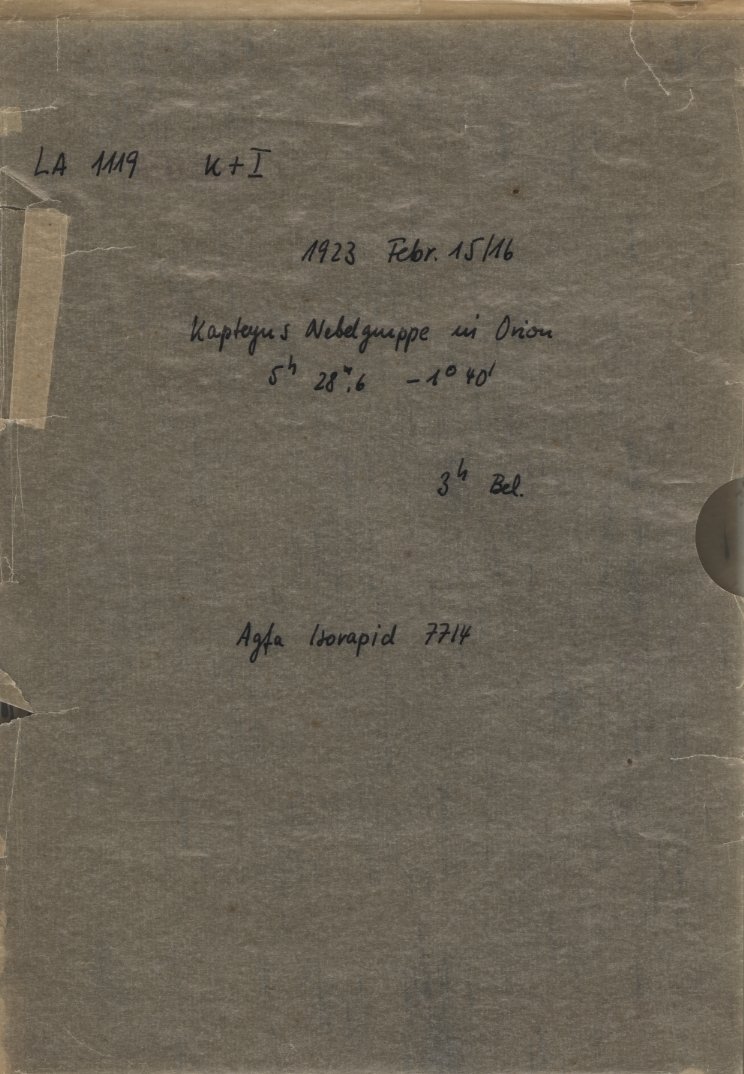 LA 1119 K+I
1923 Febr. 15/16
Kapteyns Nebelgruppe in Orion
5ʰ 28ᵐ.6 −1° 40′
3ʰ Bel.
Agfa Isorapid 7714